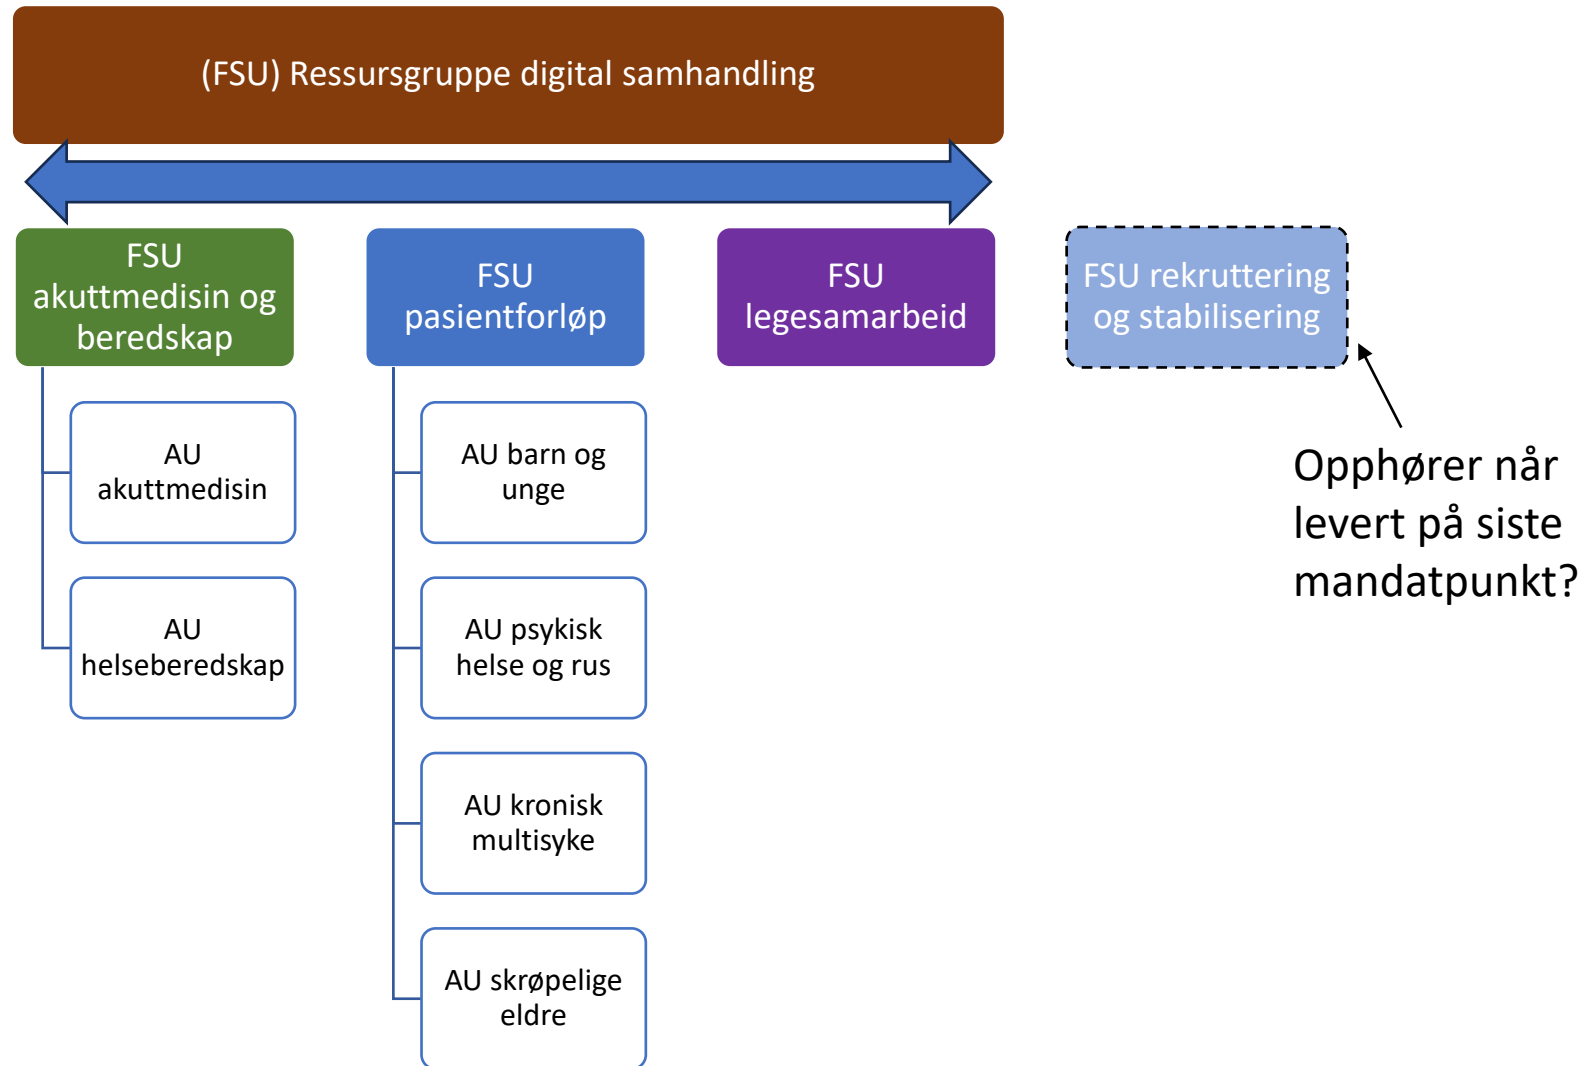 (FSU) Ressursgruppe digital samhandling
FSU
akuttmedisin og
beredskap
FSU
pasientforløp
FSU
legesamarbeid
FSU rekruttering
og stabilisering
AU
akuttmedisin
AU
helseberedskap
AU barn og
unge
AU psykisk
helse og rus
AU kronisk
multisyke
AU skrøpelige
eldre
Opphører når
levert på siste
mandatpunkt?